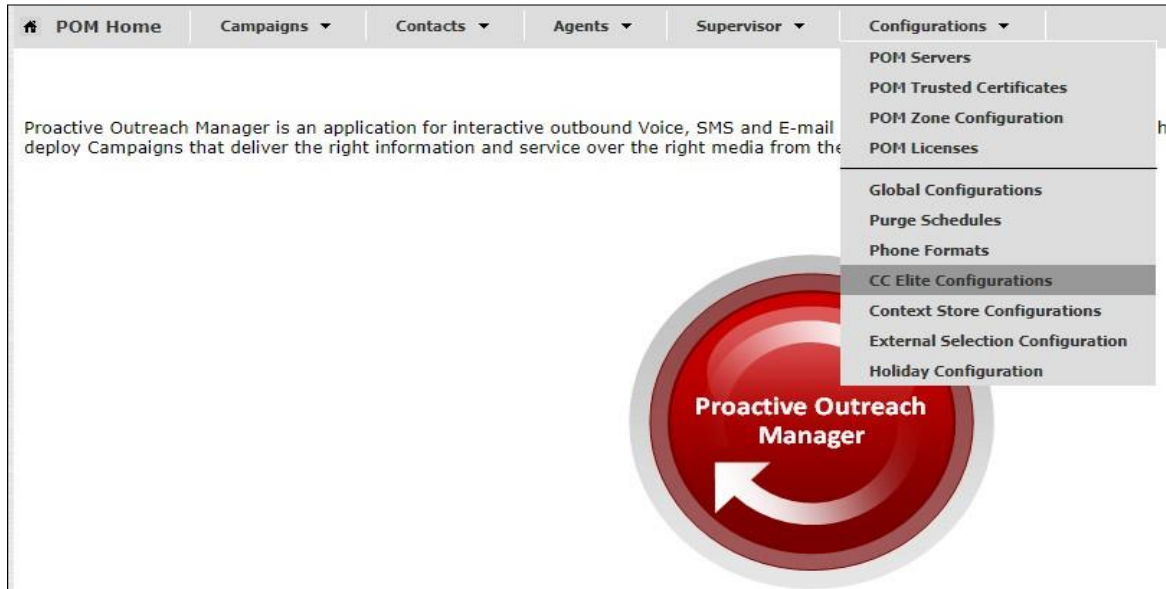 POM Home Campaigns Contacts Agents Supervisor Configurations
POM Servers
POM Trusted Certificates
POM Zone Configuration
POM Licenses
Global Configurations
Purge Schedules
Phone Formats
CC Elite Configurations
Context Store Configurations
External Selection Configuration
Holiday Configuration
Proactive Outreach Manager is an application for interactive outbound Voice, SMS and E-mail
deploy Campaigns that deliver the right information and service over the right media from the
Proactive Outreach
Manager